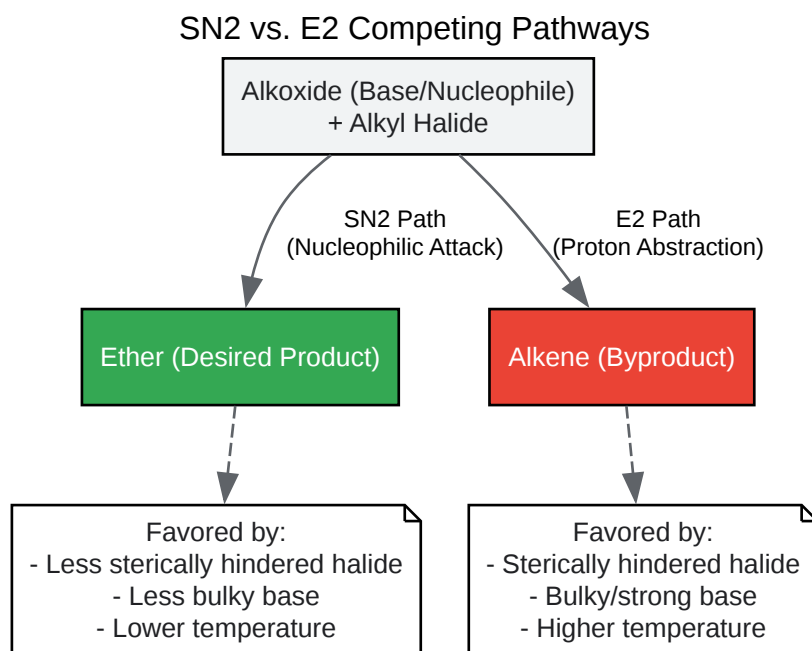 SN2 vs. E2 Competing Pathways
Alkoxide (Base/Nucleophile)
+ Alkyl Halide
SN2 Path
(Nucleophilic Attack)
E2 Path
(Proton Abstraction)
Ether (Desired Product)
Alkene (Byproduct)
Favored by:
- Less sterically hindered halide
- Less bulky base
- Lower temperature
Favored by:
- Sterically hindered halide
- Bulky/strong base
- Higher temperature